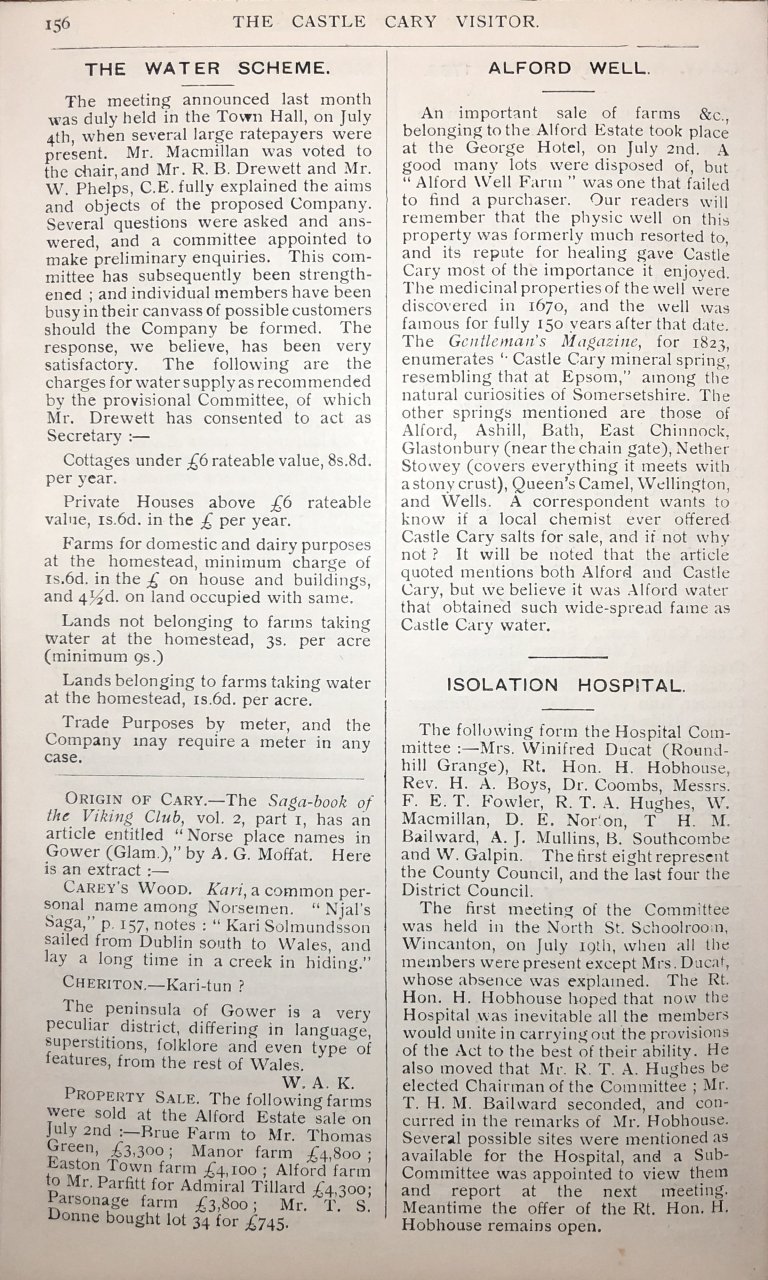 156
THE CASTLE CARY VISITOR.
THE WATER SCHEME.
The meeting announced last month
was duly held in the Town Hall, on July
4th, when several large ratepayers were
present. Mr. Macmillan was voted to
the chair, and Mr. R. B. Drewett and Mr.
W. Phelps, C.E. fully explained the aims
and objects of the proposed Company.
Several questions were asked and ans-
wered, and a committee appointed to
make preliminary enquiries. This com-
mittee has subsequently been strength-
ened ; and individual members have been
busy in their canvass of possible customers
should the Company be formed. The
response, we believe, has been very
satisfactory. The following are the
charges for water supply as recommended
by the provisional Committee, of which
Mr. Drewett has consented to act as
Secretary :—
Cottages under £6 rateable value, 8s.8d.
per year.
Private Houses above £6 rateable
value, 1s.6d. in the £ per year.
Farms for domestic and dairy purposes
at the homestead, minimum charge of
1s.6d. in the £ on house and buildings,
and 4½d. on land occupied with same.
Lands not belonging to farms taking
water at the homestead, 3s. per acre
(minimum 9s.)
Lands belonging to farms taking water
at the homestead, 1s.6d. per acre.
Trade Purposes by meter, and the
Company may require a meter in any
case.
ORIGIN OF CARY.—The Saga-book of
the Viking Club, vol. 2, part 1, has an
article entitled "Norse place names in
Gower (Glam.)," by A. G. Moffat. Here
is an extract :—
CAREY'S WOOD. Kari, a common per-
sonal name among Norsemen. "Njal's
Saga," p. 157, notes : "Kari Solmundsson
sailed from Dublin south to Wales, and
lay a long time in a creek in hiding."
CHERITON.—Kari-tun ?
The peninsula of Gower is a very
peculiar district, differing in language,
superstitions, folklore and even type of
features, from the rest of Wales.
W. A. K.
PROPERTY SALE. The following farms
were sold at the Alford Estate sale on
July 2nd :—Brue Farm to Mr. Thomas
Green, £3,300 ; Manor farm £4,800 ;
Easton Town farm £4,100 ; Alford farm
to Mr. Parfitt for Admiral Tillard £4,300;
Parsonage farm £3,800 ; Mr. T. S.
Donne bought lot 34 for £745.
ALFORD WELL.
An important sale of farms &c.,
belonging to the Alford Estate took place
at the George Hotel, on July 2nd. A
good many lots were disposed of, but
"Alford Well Farm" was one that failed
to find a purchaser. Our readers will
remember that the physic well on this
property was formerly much resorted to,
and its repute for healing gave Castle
Cary most of the importance it enjoyed.
The medicinal properties of the well were
discovered in 1670, and the well was
famous for fully 150 years after that date.
The Gentleman's Magazine, for 1823,
enumerates "Castle Cary mineral spring,
resembling that at Epsom," among the
natural curiosities of Somersetshire. The
other springs mentioned are those of
Alford, Ashill, Bath, East Chinnock,
Glastonbury (near the chain gate), Nether
Stowey (covers everything it meets with
a stony crust), Queen's Camel, Wellington,
and Wells. A correspondent wants to
know if a local chemist ever offered
Castle Cary salts for sale, and if not why
not ? It will be noted that the article
quoted mentions both Alford and Castle
Cary, but we believe it was Alford water
that obtained such wide-spread fame as
Castle Cary water.
ISOLATION HOSPITAL.
The following form the Hospital Com-
mittee :—Mrs. Winifred Ducat (Round-
hill Grange), Rt. Hon. H. Hobhouse,
Rev. H. A. Boys, Dr. Coombs, Messrs.
F. E. T. Fowler, R. T. A. Hughes, W.
Macmillan, D. E. Norton, T H. M.
Bailward, A. J. Mullins, B. Southcombe
and W. Galpin. The first eight represent
the County Council, and the last four the
District Council.
The first meeting of the Committee
was held in the North St. Schoolroom,
Wincanton, on July 19th, when all the
members were present except Mrs. Ducat,
whose absence was explained. The Rt.
Hon. H. Hobhouse hoped that now the
Hospital was inevitable all the members
would unite in carrying out the provisions
of the Act to the best of their ability. He
also moved that Mr. R. T. A. Hughes be
elected Chairman of the Committee ; Mr.
T. H. M. Bailward seconded, and con-
curred in the remarks of Mr. Hobhouse.
Several possible sites were mentioned as
available for the Hospital, and a Sub-
Committee was appointed to view them
and report at the next meeting.
Meantime the offer of the Rt. Hon. H.
Hobhouse remains open.